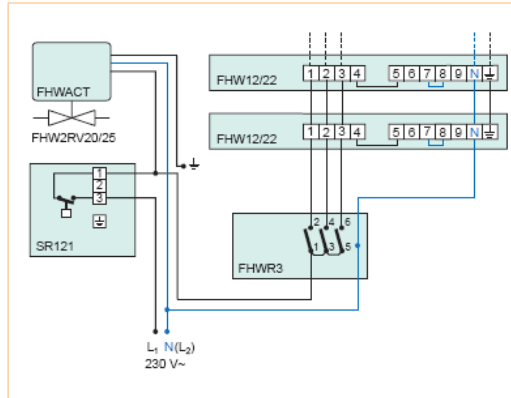 FHWACT
FHW2RV20/25
FHW12/22
1 2 3 4 5 6 7 8 9 N
FHW12/22
1 2 3 4 5 6 7 8 9 N
1
2
3
SR121
2 4 6
1 3 5
FHWR3
L₁ N(L₂)
230 V~